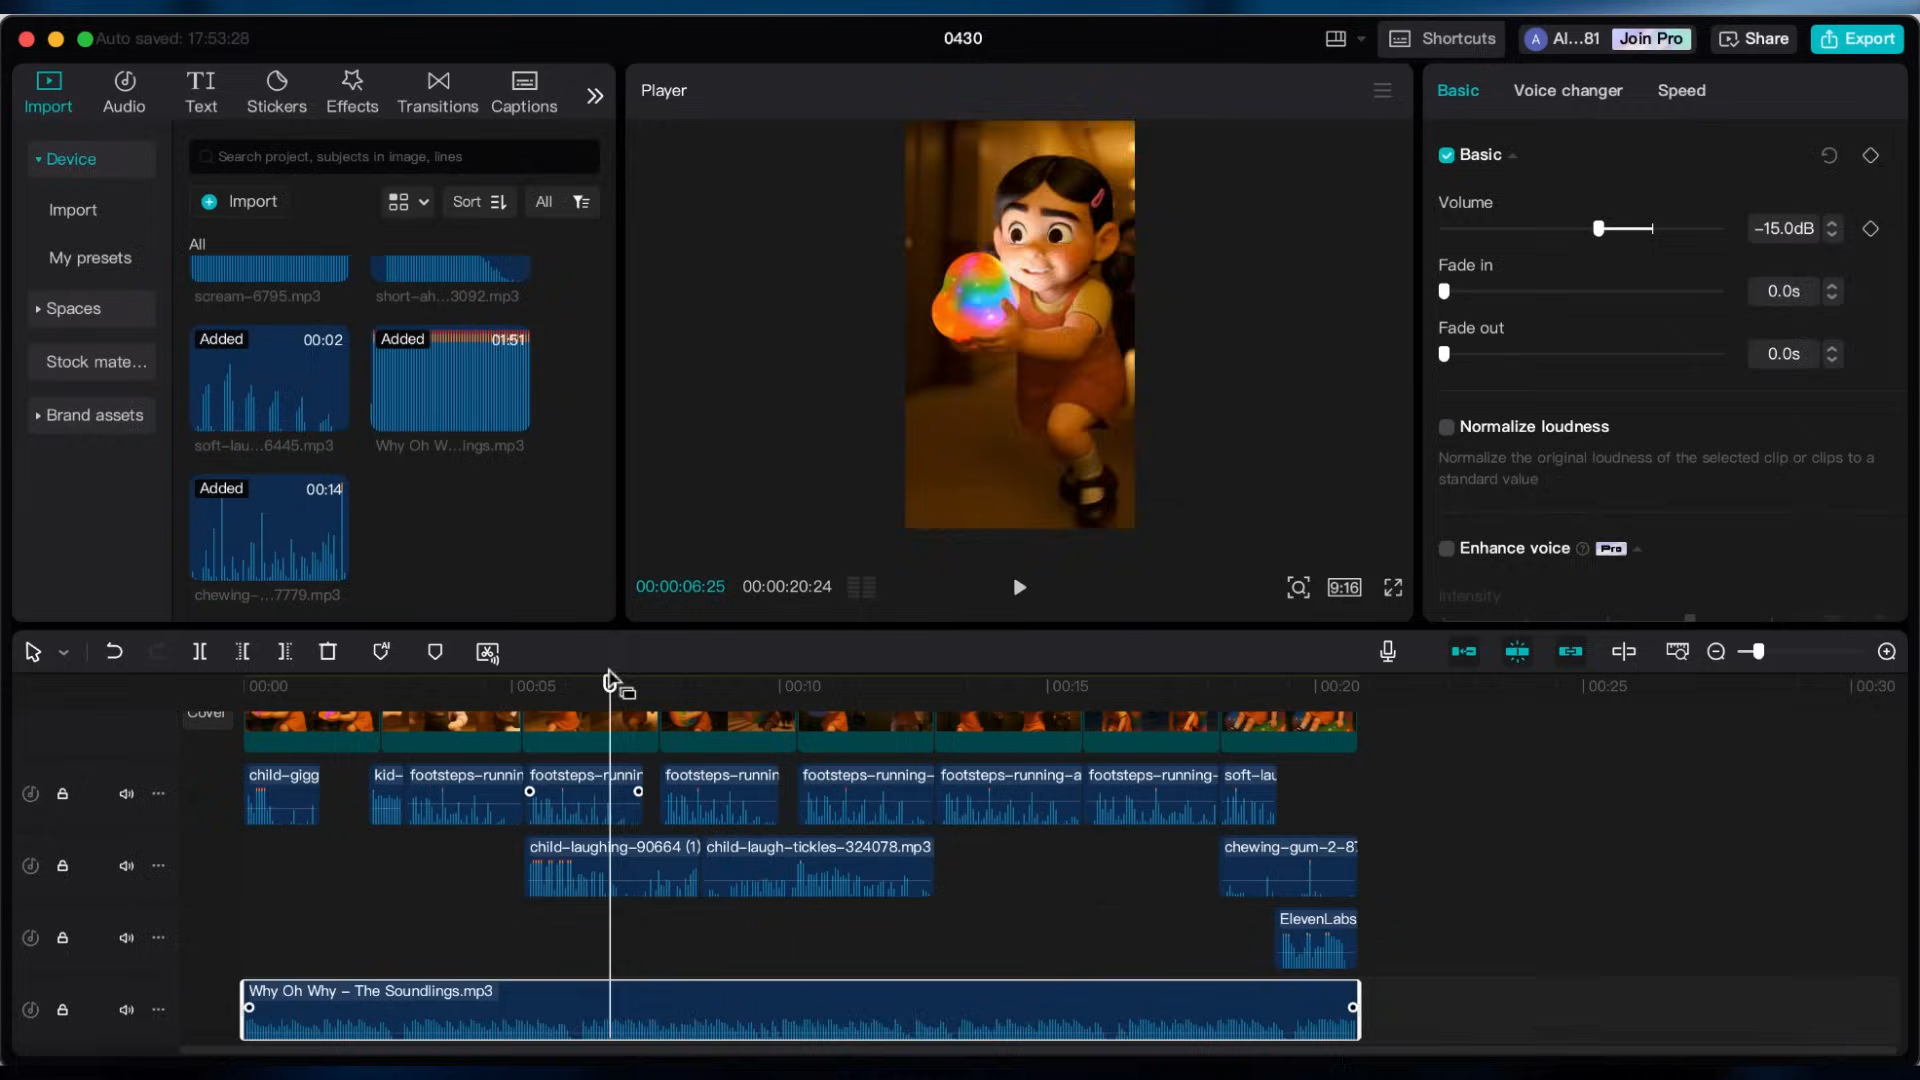 Auto saved: 17:53:28
0430
Shortcuts
A
Al...81
Join Pro
Share
Export
Import
Audio
TI
Text
Stickers
Effects
Transitions
Captions
Device
Import
My presets
Spaces
Stock mate...
Brand assets
Search project, subjects in image, lines
Import
Sort
All
All
scream-6795.mp3
short-ah...3092.mp3
Added 00:02
Added 01:51
soft-lau...6445.mp3
Why Oh W...ings.mp3
Added 00:14
chewing-...7779.mp3
Player
00:00:06:25
00:00:20:24
9:16
Basic
Voice changer
Speed
Basic
Volume
-15.0dB
Fade in
0.0s
Fade out
0.0s
Normalize loudness
Normalize the original loudness of the selected clip or clips to a
standard value
Enhance voice
Pro
Intensity
00:00
00:05
00:10
00:15
00:20
00:25
00:30
Cover
child-gigg
kid-
footsteps-runnin
footsteps-runnin
footsteps-runnin
footsteps-running-
footsteps-running-a
footsteps-running-
soft-lau
child-laughing-90664 (1)
child-laugh-tickles-324078.mp3
chewing-gum-2-87
ElevenLabs
Why Oh Why – The Soundlings.mp3